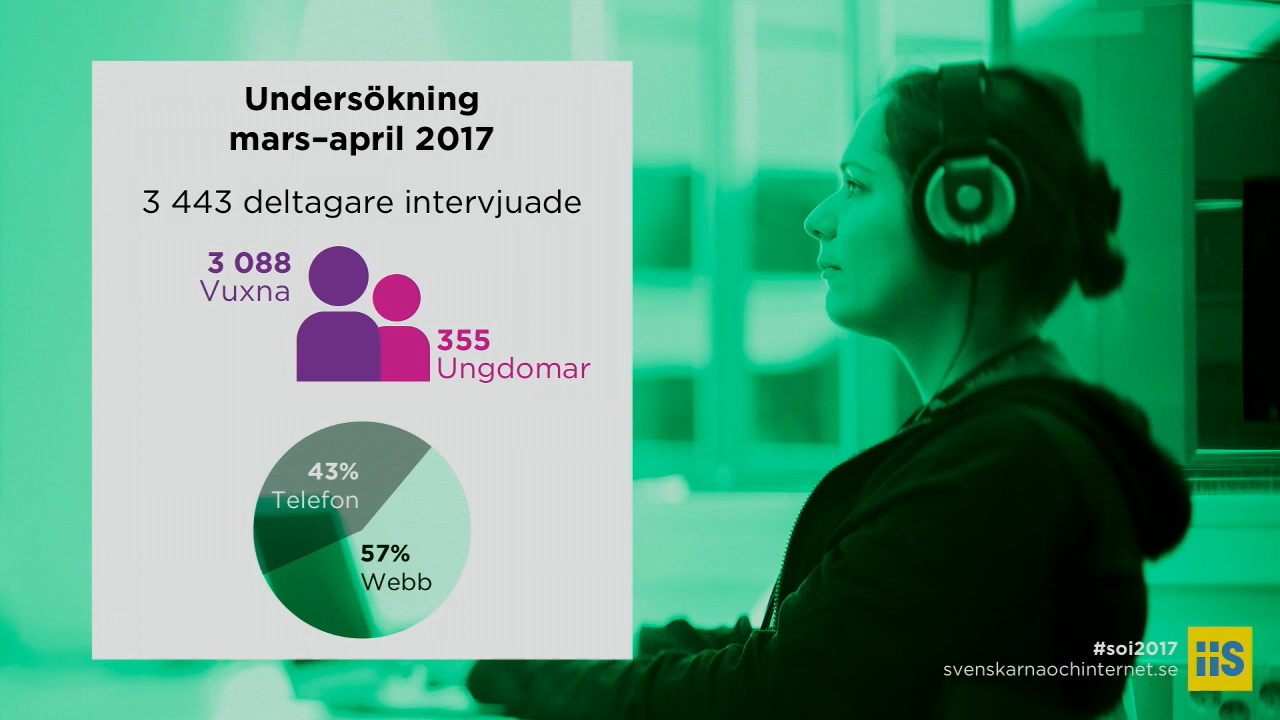 Undersökning
mars–april 2017
3 443 deltagare intervjuade
3 088
Vuxna
355
Ungdomar
43%
Telefon
57%
Webb
#soi2017
svenskarnaochinternet.se
iis